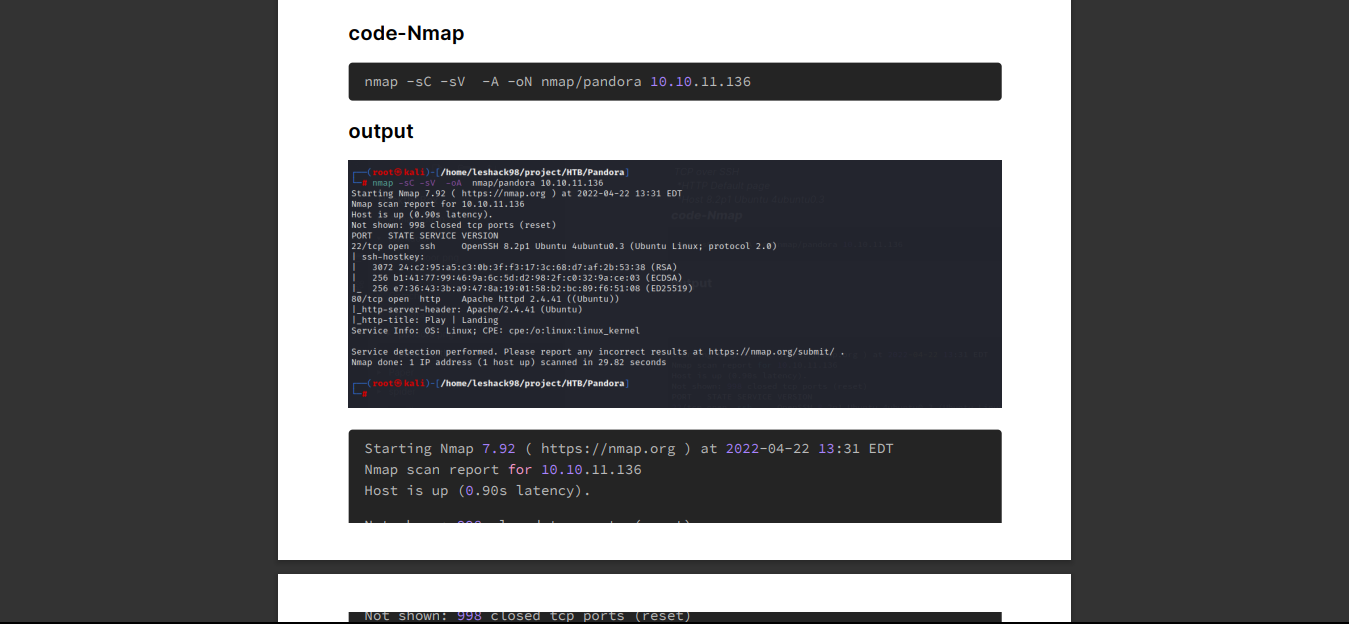 code-Nmap
nmap -sC -sV  -A -oN nmap/pandora 10.10.11.136
output
┌──(root㉿kali)-[/home/leshack98/project/HTB/Pandora]
└─# nmap -sC -sV  -oA  nmap/pandora 10.10.11.136
Starting Nmap 7.92 ( https://nmap.org ) at 2022-04-22 13:31 EDT
Nmap scan report for 10.10.11.136
Host is up (0.90s latency).
Not shown: 998 closed tcp ports (reset)
PORT   STATE SERVICE VERSION
22/tcp open  ssh     OpenSSH 8.2p1 Ubuntu 4ubuntu0.3 (Ubuntu Linux; protocol 2.0)
| ssh-hostkey:
|   3072 24:c2:95:a5:c3:0b:3f:f3:17:3c:68:d7:af:2b:53:38 (RSA)
|   256 b1:41:77:99:46:9a:6c:5d:d2:98:2f:c0:32:9a:ce:03 (ECDSA)
|_  256 e7:36:43:3b:a9:47:8a:19:01:58:b2:bc:89:f6:51:08 (ED25519)
80/tcp open  http    Apache httpd 2.4.41 ((Ubuntu))
|_http-server-header: Apache/2.4.41 (Ubuntu)
|_http-title: Play | Landing
Service Info: OS: Linux; CPE: cpe:/o:linux:linux_kernel
Service detection performed. Please report any incorrect results at https://nmap.org/submit/ .
Nmap done: 1 IP address (1 host up) scanned in 29.82 seconds
┌──(root㉿kali)-[/home/leshack98/project/HTB/Pandora]
└─#
Starting Nmap 7.92 ( https://nmap.org ) at 2022-04-22 13:31 EDT
Nmap scan report for 10.10.11.136
Host is up (0.90s latency).
Not shown: 998 closed tcp ports (reset)